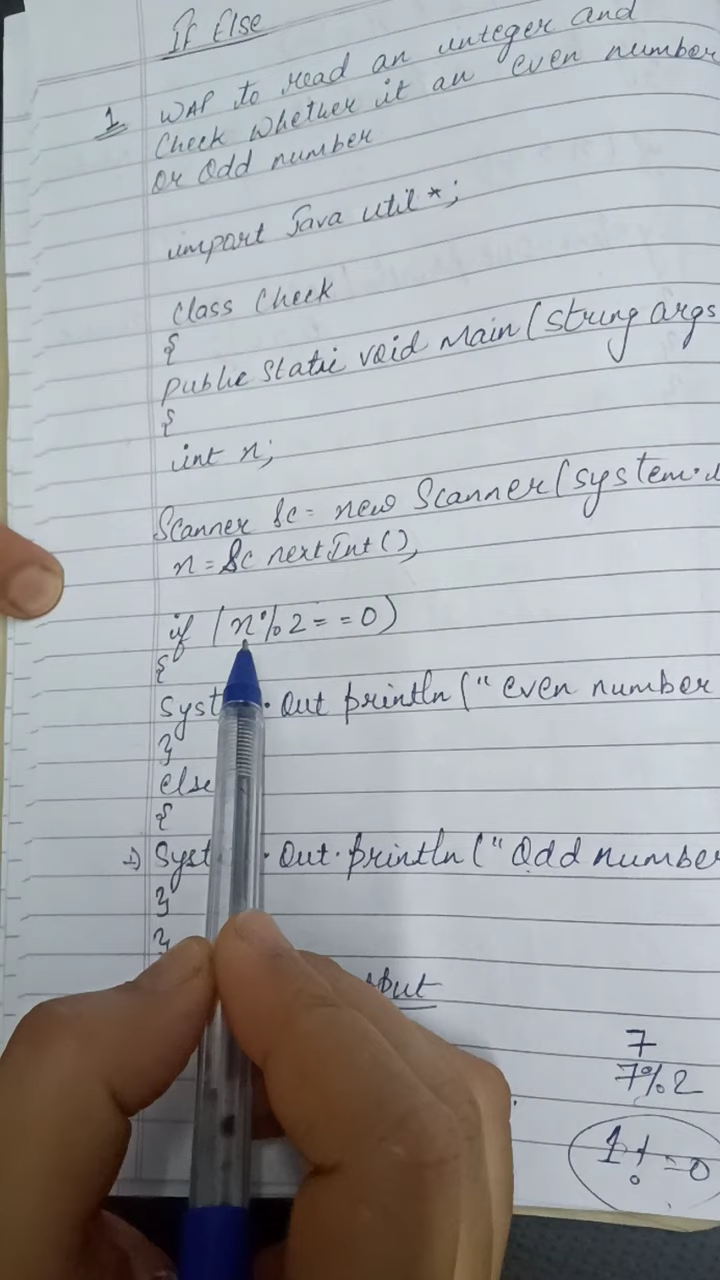 If Else
1 WAP to read an integer and
Check whether it an even number
or Odd number
import Java util *;
Class Check
{
public Static void Main (string args
{
int n;
Scanner Sc = new Scanner (system.
n = Sc nextInt (),
if (n%2 = = 0)
{
Syst . Out println (" even number
}
else
{
Syst . Out. println (" Odd number
}
}
7
7%2
1 ! = 0